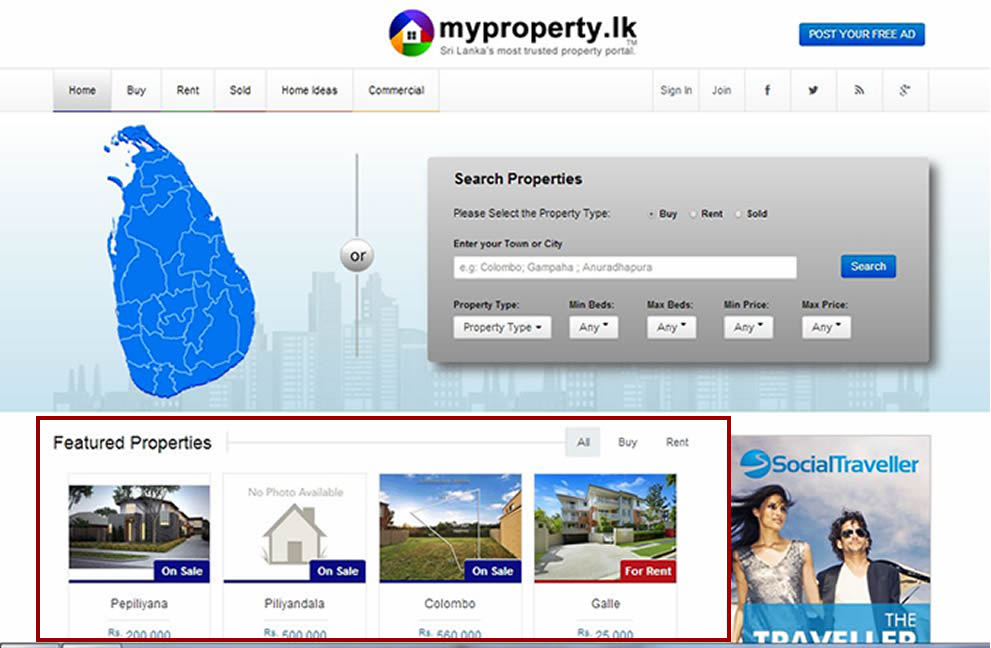 myproperty.lk
TM
Sri Lanka's most trusted property portal.
POST YOUR FREE AD
Home Buy Rent Sold Home Ideas Commercial Sign In Join
or
Search Properties
Please Select the Property Type: Buy Rent Sold
Enter your Town or City
e.g: Colombo; Gampaha ; Anuradhapura
Search
Property Type: Min Beds: Max Beds: Min Price: Max Price:
Property Type Any Any Any Any
Featured Properties All Buy Rent
No Photo Available
On Sale On Sale On Sale For Rent
Pepiliyana Piliyandala Colombo Galle
Rs. 200,000 Rs. 500,000 Rs. 560,000 Rs. 25,000
SocialTraveller
THE
TRAVELLER